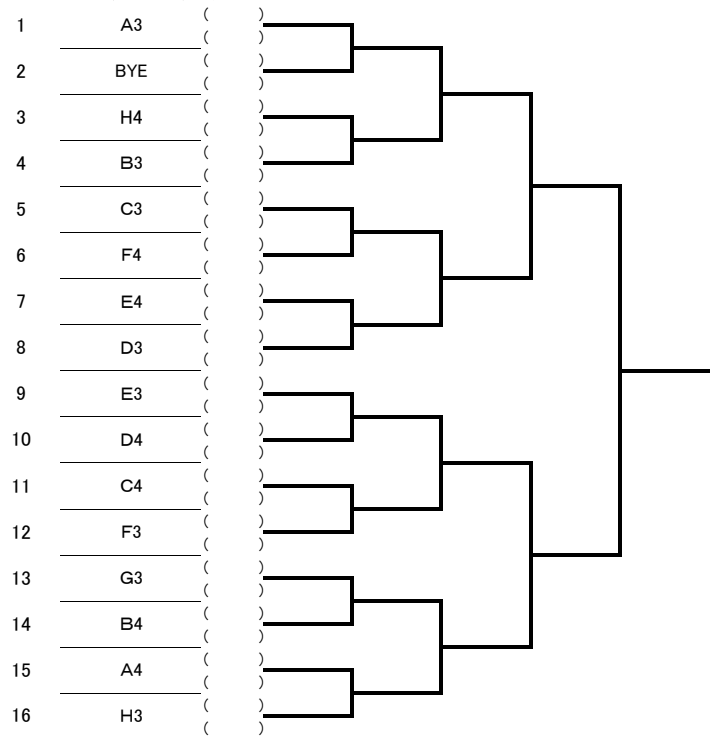 1 A3 ( )
2 BYE ( )
3 H4 ( )
4 B3 ( )
5 C3 ( )
6 F4 ( )
7 E4 ( )
8 D3 ( )
9 E3 ( )
10 D4 ( )
11 C4 ( )
12 F3 ( )
13 G3 ( )
14 B4 ( )
15 A4 ( )
16 H3 ( )